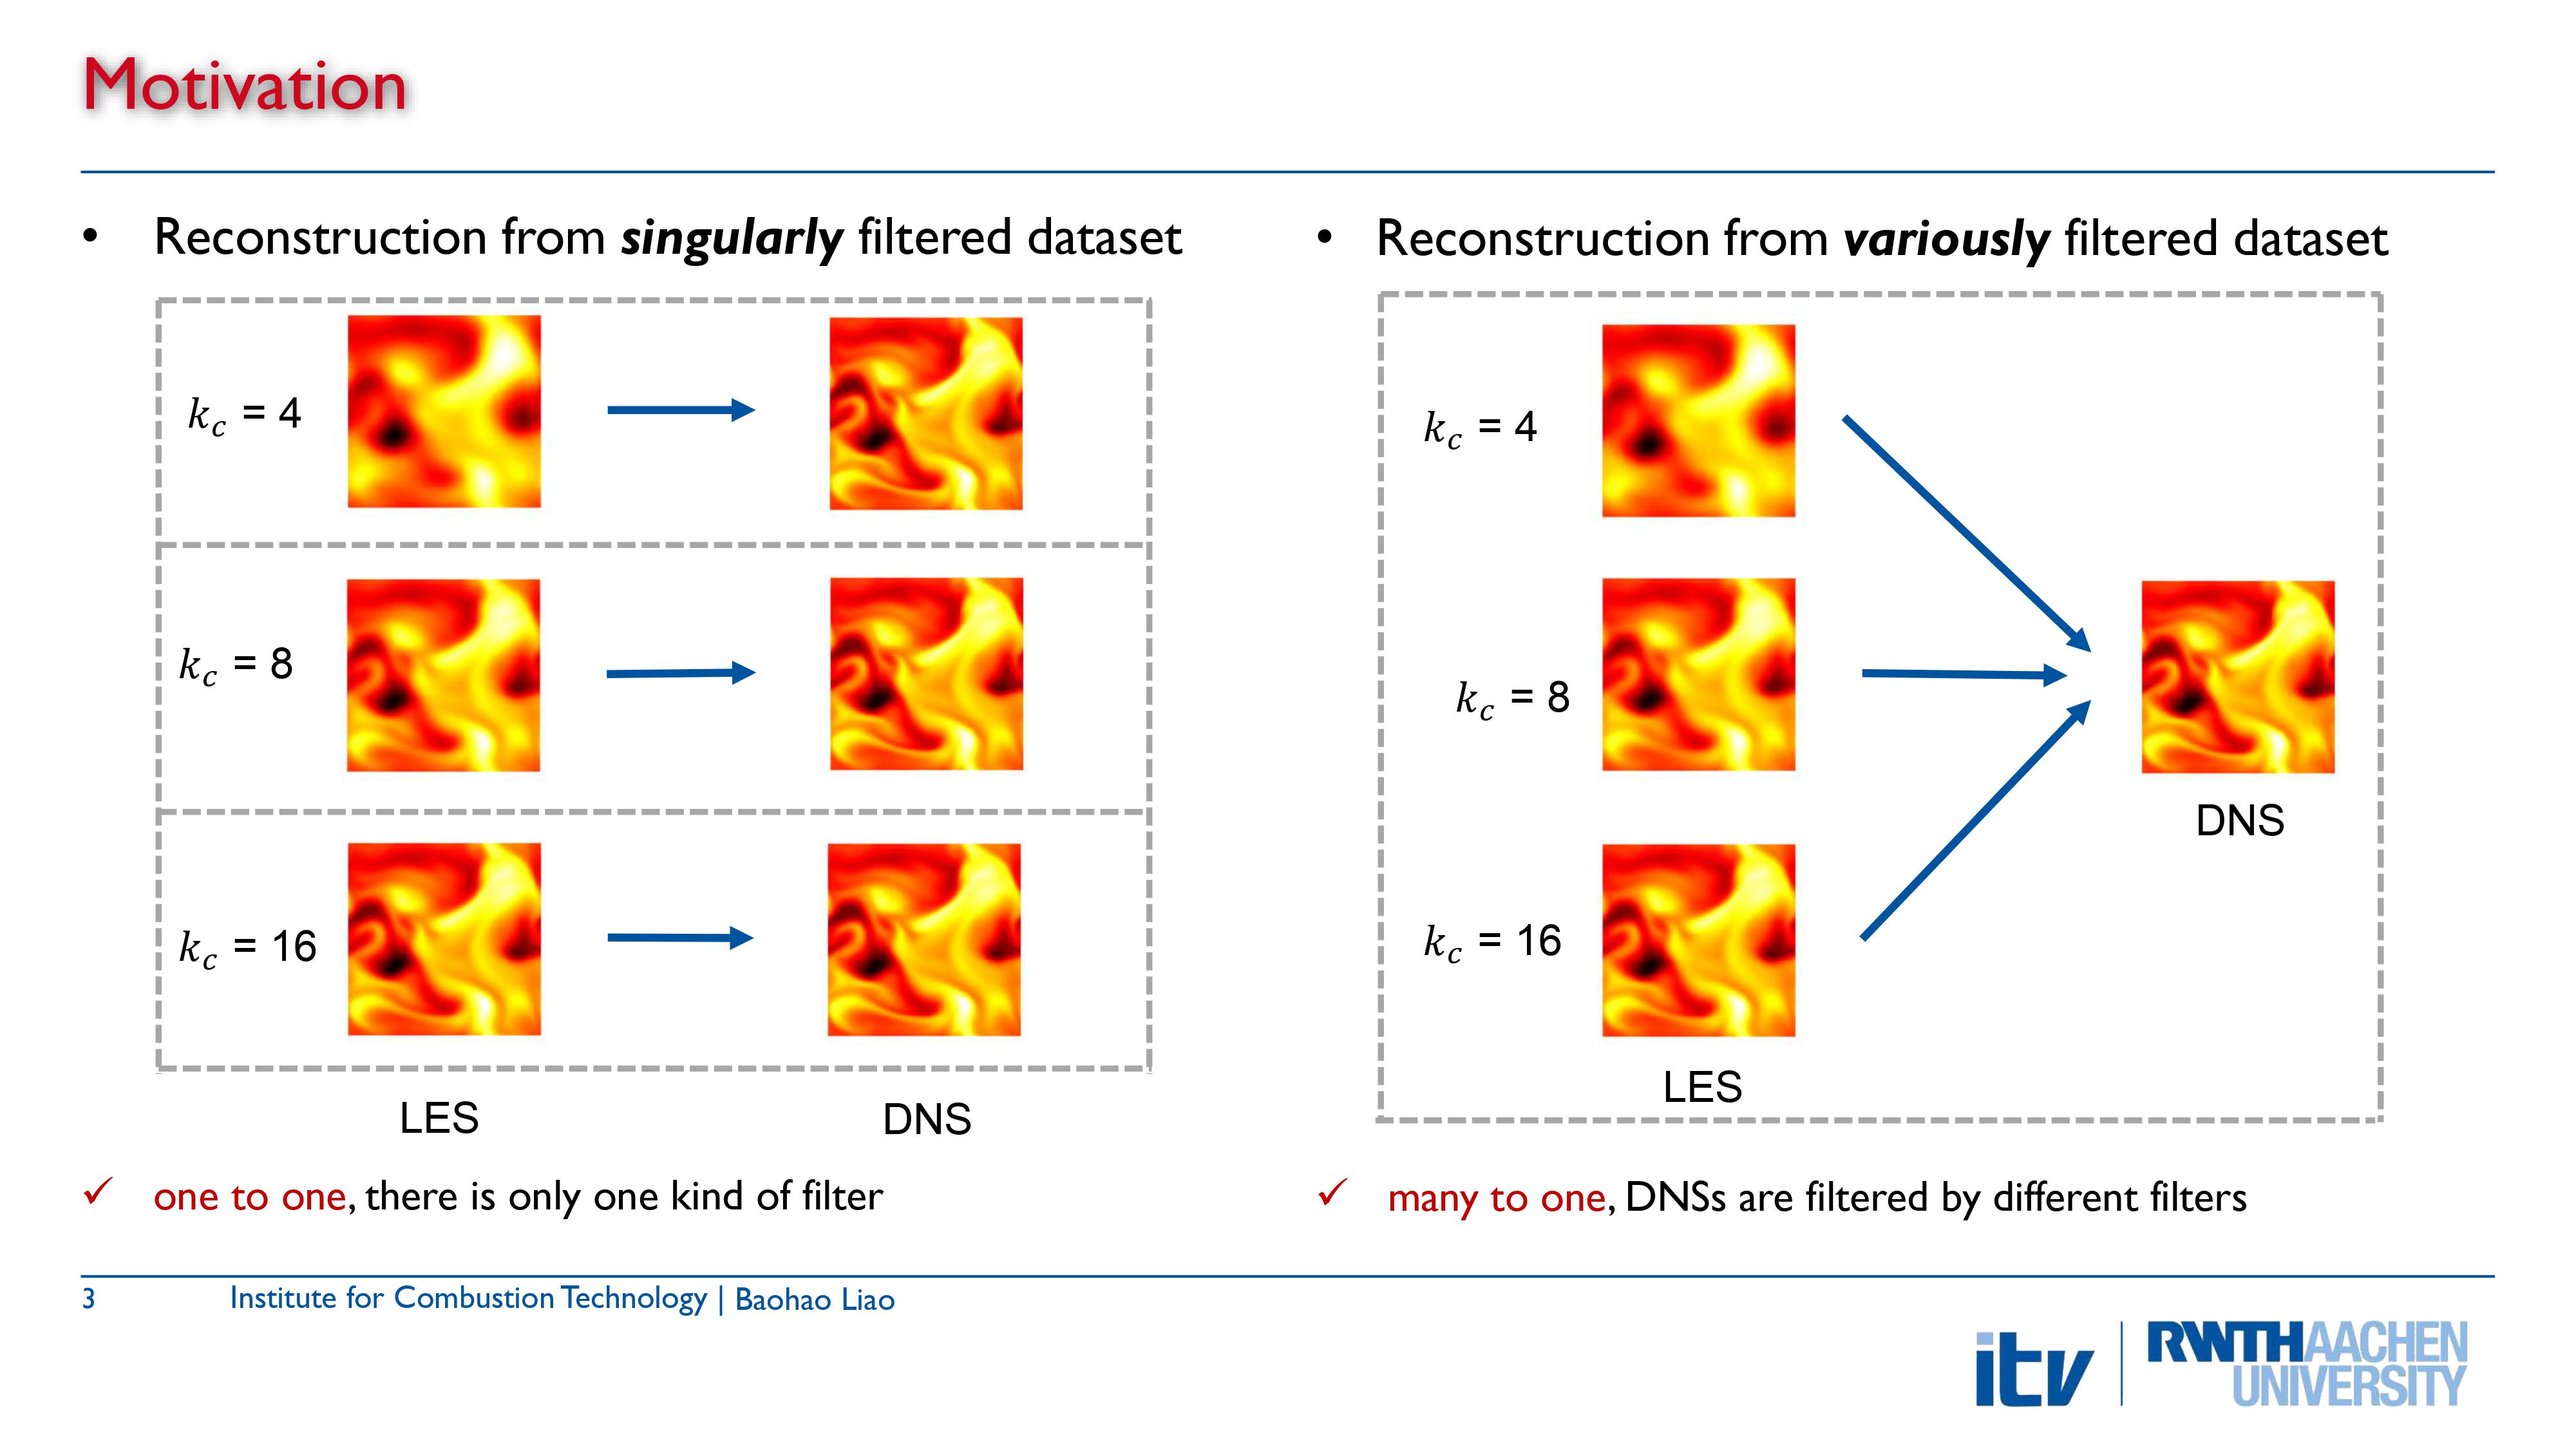 Motivation
• Reconstruction from singularly filtered dataset
k_c = 4
k_c = 8
k_c = 16
LES DNS
✓ one to one, there is only one kind of filter
• Reconstruction from variously filtered dataset
k_c = 4
k_c = 8
k_c = 16
DNS
LES
✓ many to one, DNSs are filtered by different filters
3 Institute for Combustion Technology | Baohao Liao
itv | RWTHAACHEN
UNIVERSITY